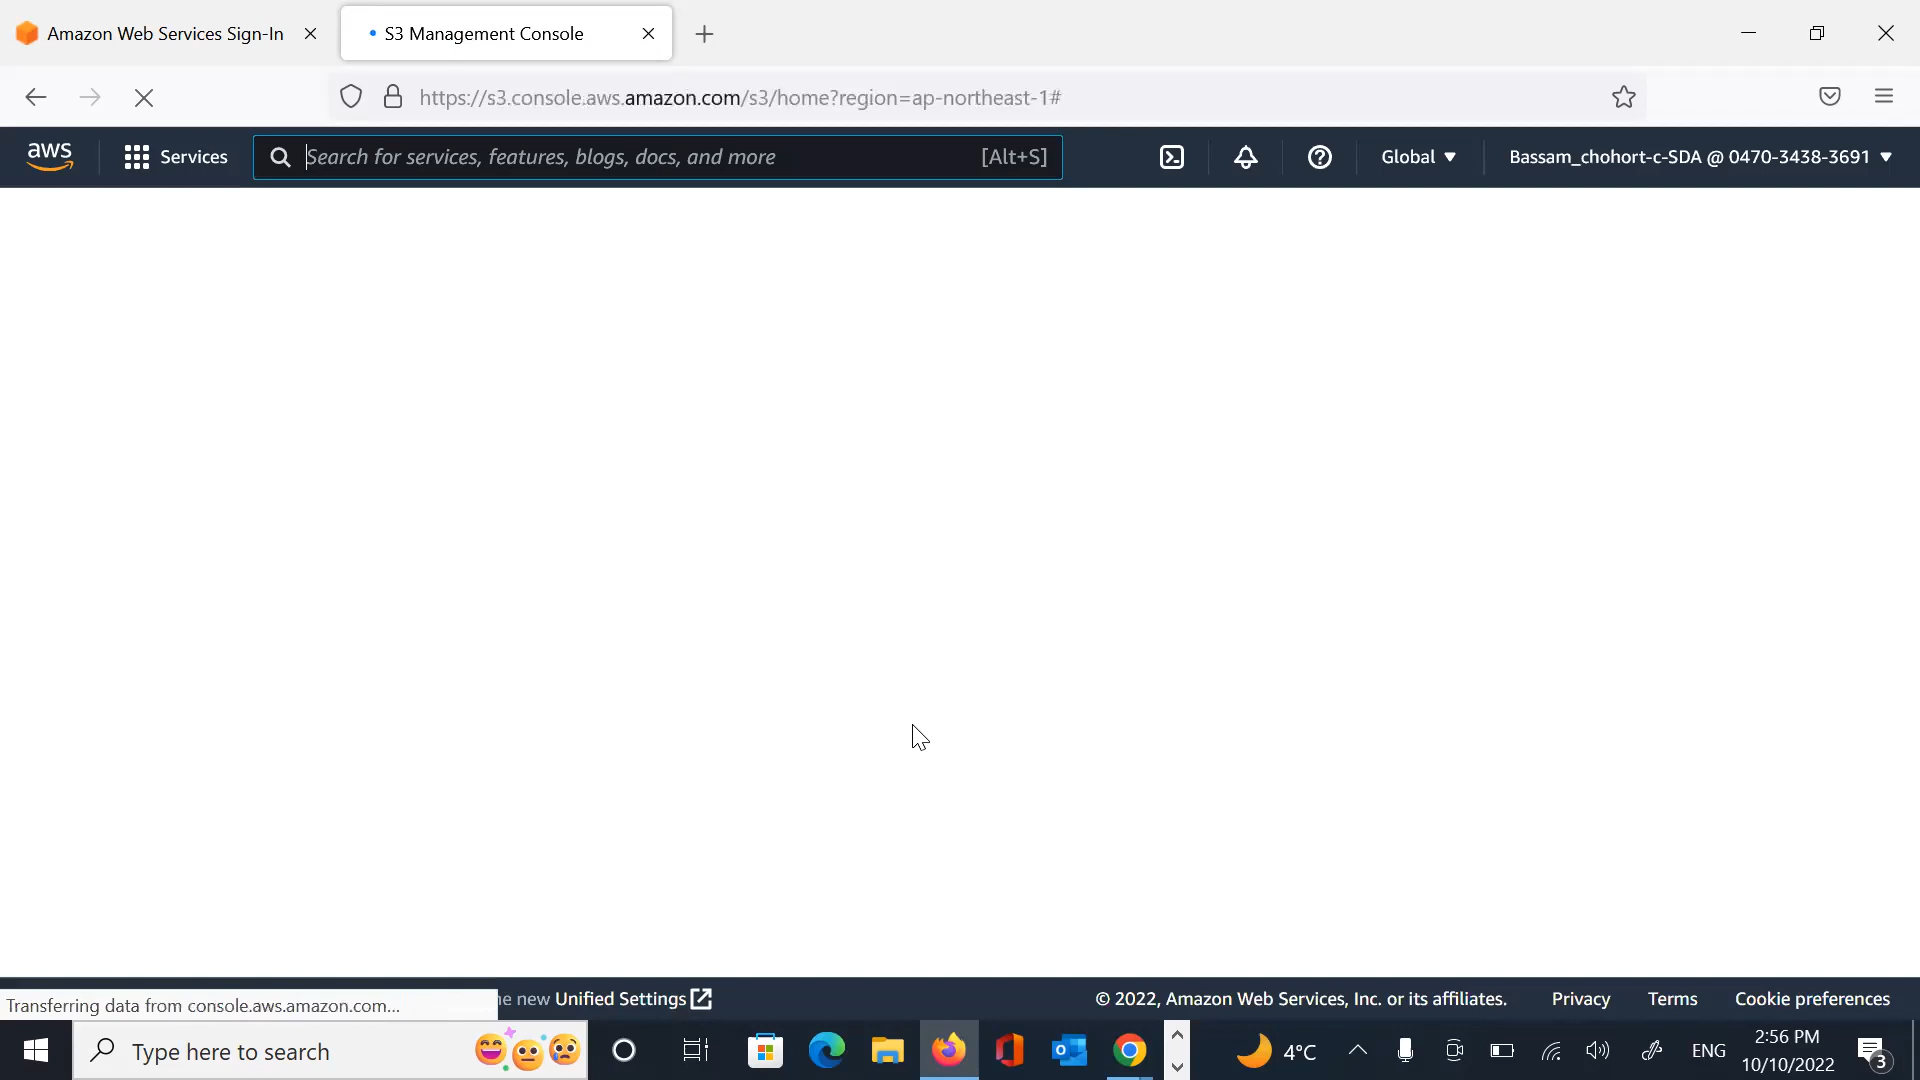 Amazon Web Services Sign-In
S3 Management Console
https://s3.console.aws.amazon.com/s3/home?region=ap-northeast-1#
aws
Services
Search for services, features, blogs, docs, and more
[Alt+S]
Global
Bassam_chohort-c-SDA @ 0470-3438-3691
Transferring data from console.aws.amazon.com...
new Unified Settings
© 2022, Amazon Web Services, Inc. or its affiliates.
Privacy
Terms
Cookie preferences
Type here to search
4°C
ENG
2:56 PM
10/10/2022
3